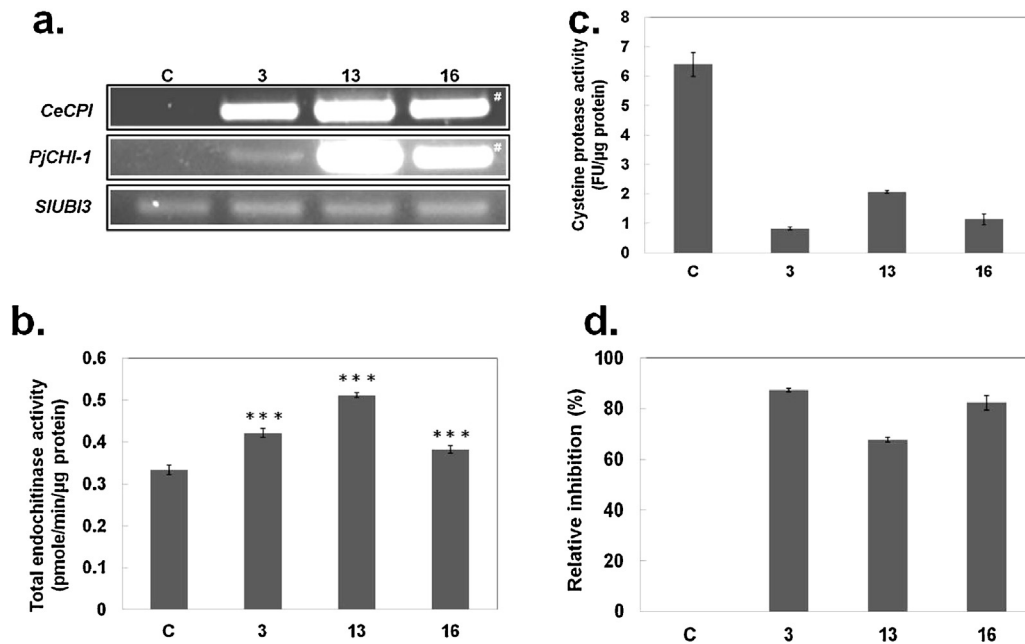 a.
C 3 13 16
CeCPI #
PjCHI-1 #
SlUBI3
b.
Total endochitinase activity
(pmole/min/µg protein)
0.6
0.5
0.4
0.3
0.2
0.1
0
***
***
***
C 3 13 16
c.
Cysteine protease activity
(FU/µg protein)
8
7
6
5
4
3
2
1
0
C 3 13 16
d.
Relative inhibition (%)
100
80
60
40
20
0
C 3 13 16